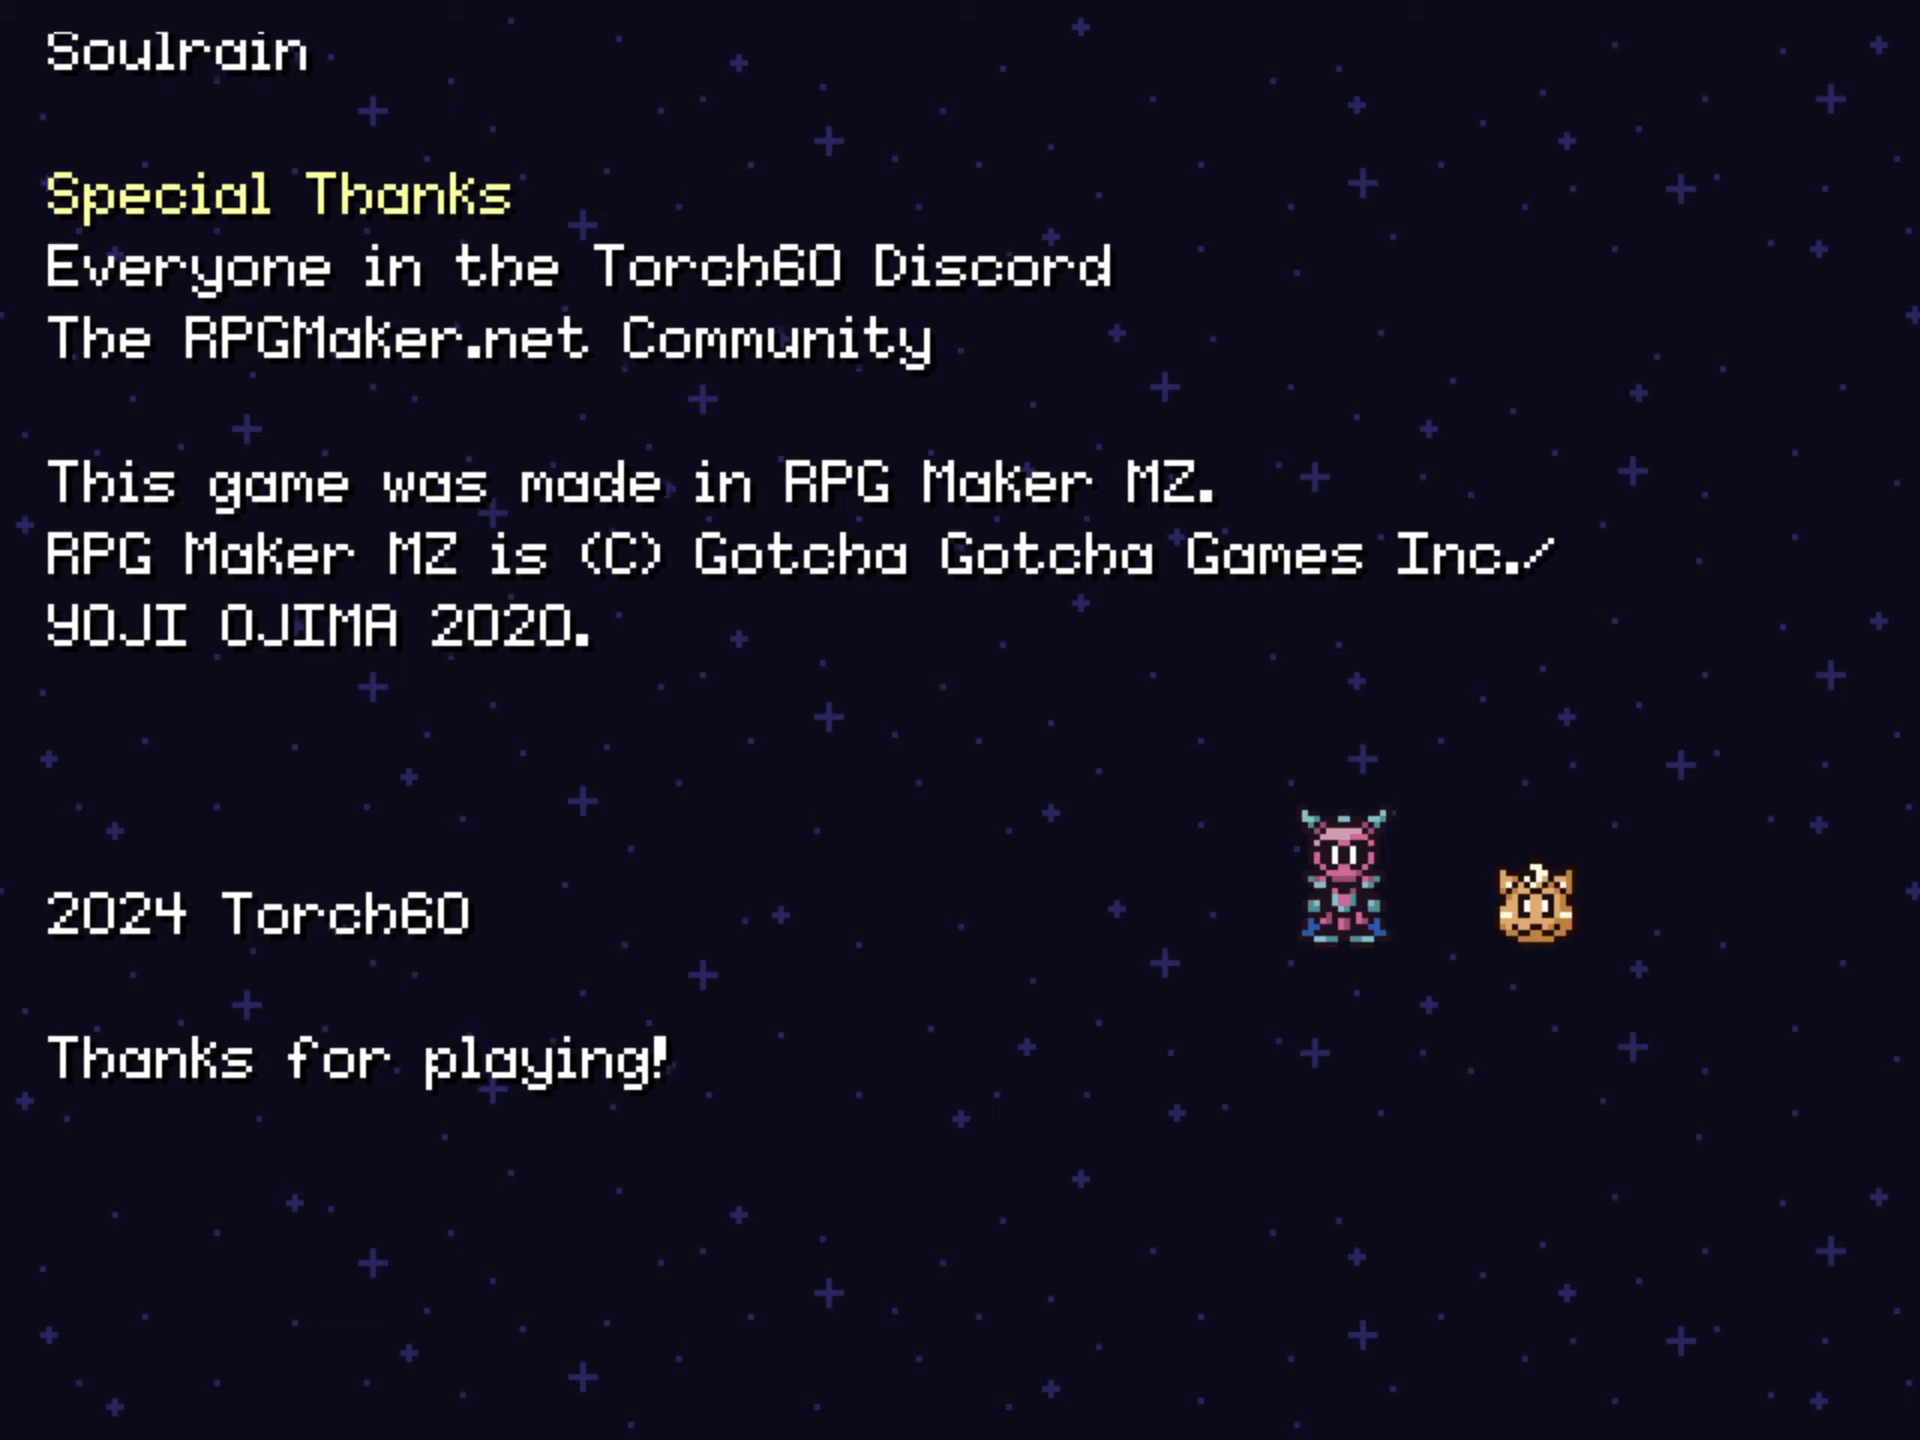 Soulrain
Special Thanks
Everyone in the Torch60 Discord
The RPGMaker.net Community
This game was made in RPG Maker MZ.
RPG Maker MZ is (C) Gotcha Gotcha Games Inc./
YOJI OJIMA 2020.
2024 Torch60
Thanks for playing!